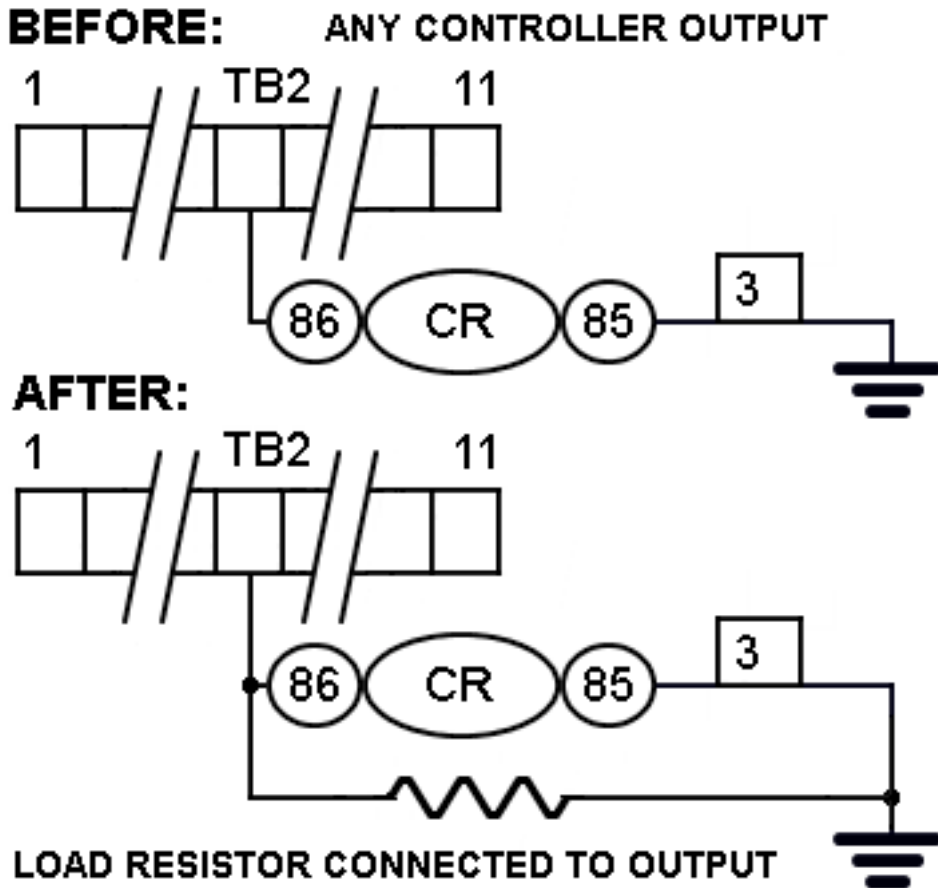 BEFORE: ANY CONTROLLER OUTPUT
1 TB2 11
86 CR 85 3
AFTER:
1 TB2 11
86 CR 85 3
LOAD RESISTOR CONNECTED TO OUTPUT